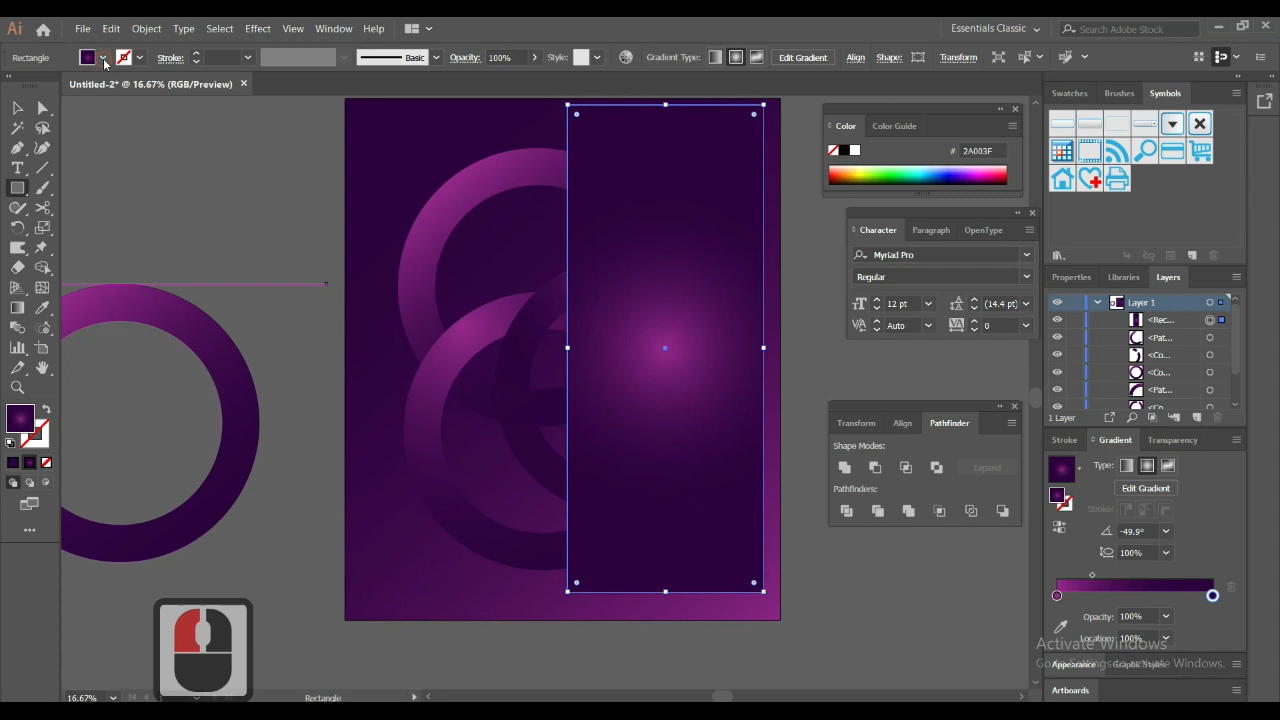 Ai File Edit Object Type Select Effect View Window Help Essentials Classic Search Adobe Stock
Rectangle Stroke: Basic Opacity: 100% Style: Gradient Type: Edit Gradient Align Shape: Transform
Untitled-2* @ 16.67% (RGB/Preview)
Swatches Brushes Symbols
Color Color Guide
# 2A003F
Character Paragraph OpenType
Myriad Pro
Regular
12 pt (14.4 pt)
Auto 0
Properties Libraries Layers
Layer 1
<Rec...
<Pat...
<Co...
<Co...
<Pat...
<Co...
1 Layer
Transform Align Pathfinder
Shape Modes:
Expand
Pathfinders:
Stroke Gradient Transparency
Type:
Edit Gradient
Stroke:
-49.9°
100%
Opacity: 100%
Location: 100%
Activate Windows
Go to Settings to activate Windows.
Appearance Graphic Styles
Artboards
16.67% Rectangle